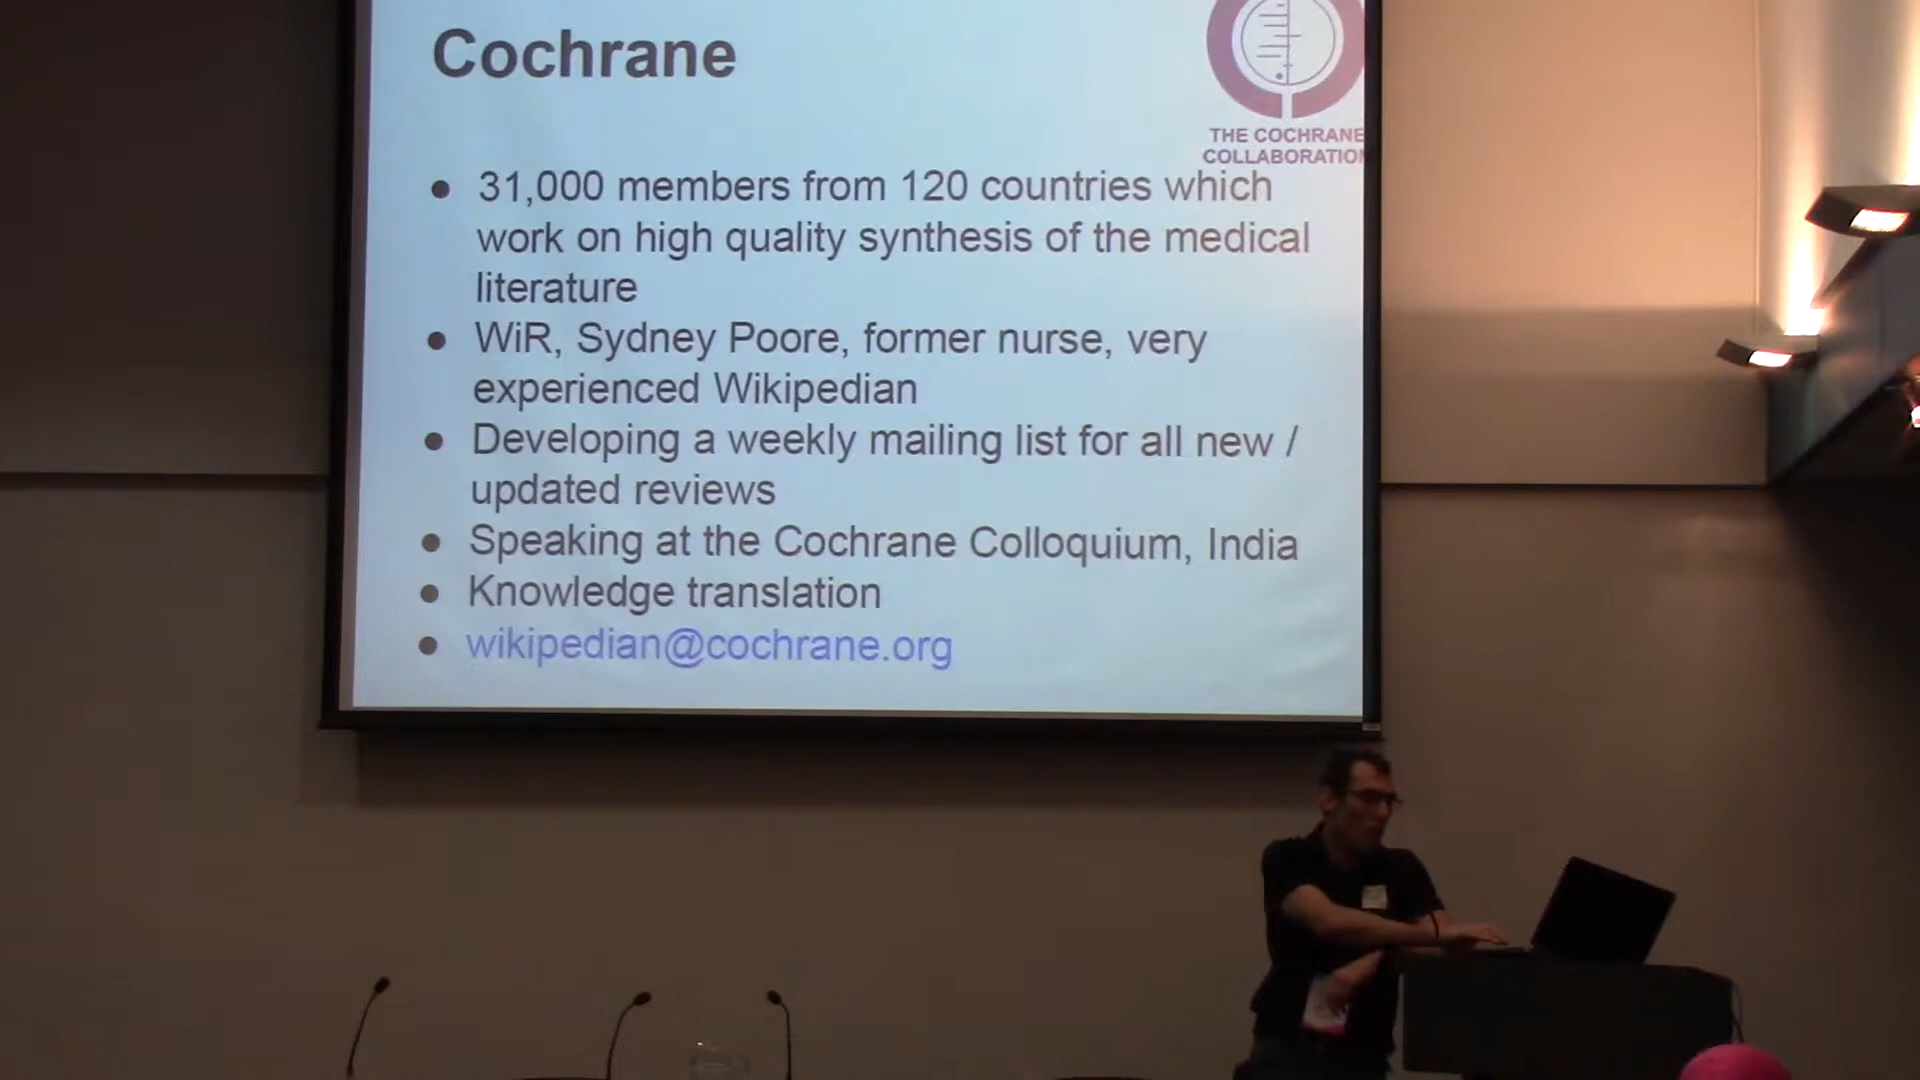 Cochrane
THE COCHRANE
COLLABORATION
● 31,000 members from 120 countries which
work on high quality synthesis of the medical
literature
● WiR, Sydney Poore, former nurse, very
experienced Wikipedian
● Developing a weekly mailing list for all new /
updated reviews
● Speaking at the Cochrane Colloquium, India
● Knowledge translation
● wikipedian@cochrane.org